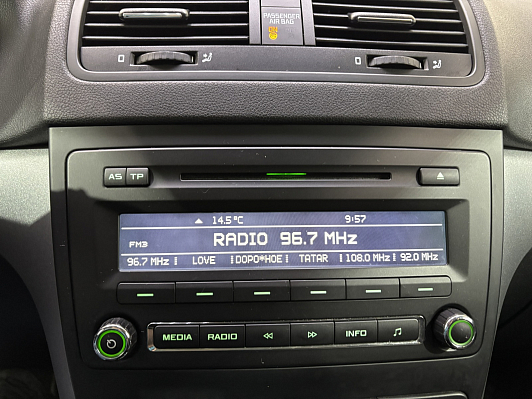 PASSENGER
AIR BAG
AS TP
14.5°C 9:57
FM3 RADIO 96.7 MHz
96.7 MHz LOVE DOPO*HOE TATAR 108.0 MHz 92.0 MHz
MEDIA RADIO INFO